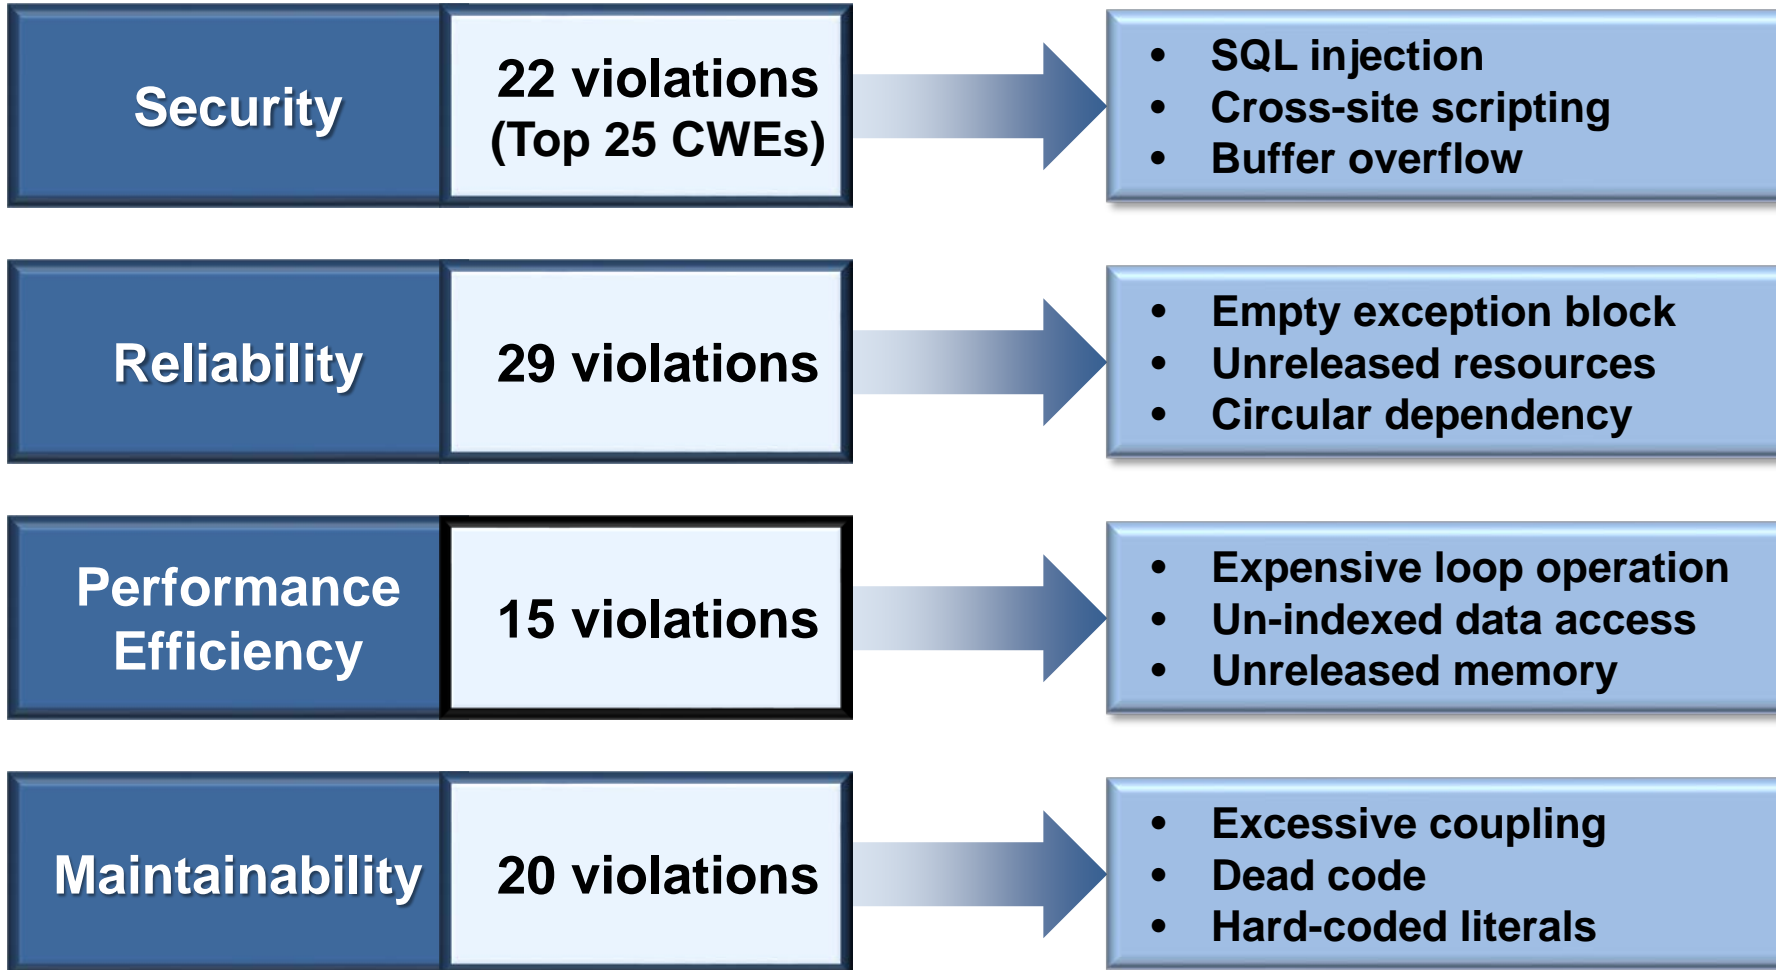 Security
22 violations
(Top 25 CWEs)
• SQL injection
• Cross-site scripting
• Buffer overflow
Reliability
29 violations
• Empty exception block
• Unreleased resources
• Circular dependency
Performance
Efficiency
15 violations
• Expensive loop operation
• Un-indexed data access
• Unreleased memory
Maintainability
20 violations
• Excessive coupling
• Dead code
• Hard-coded literals